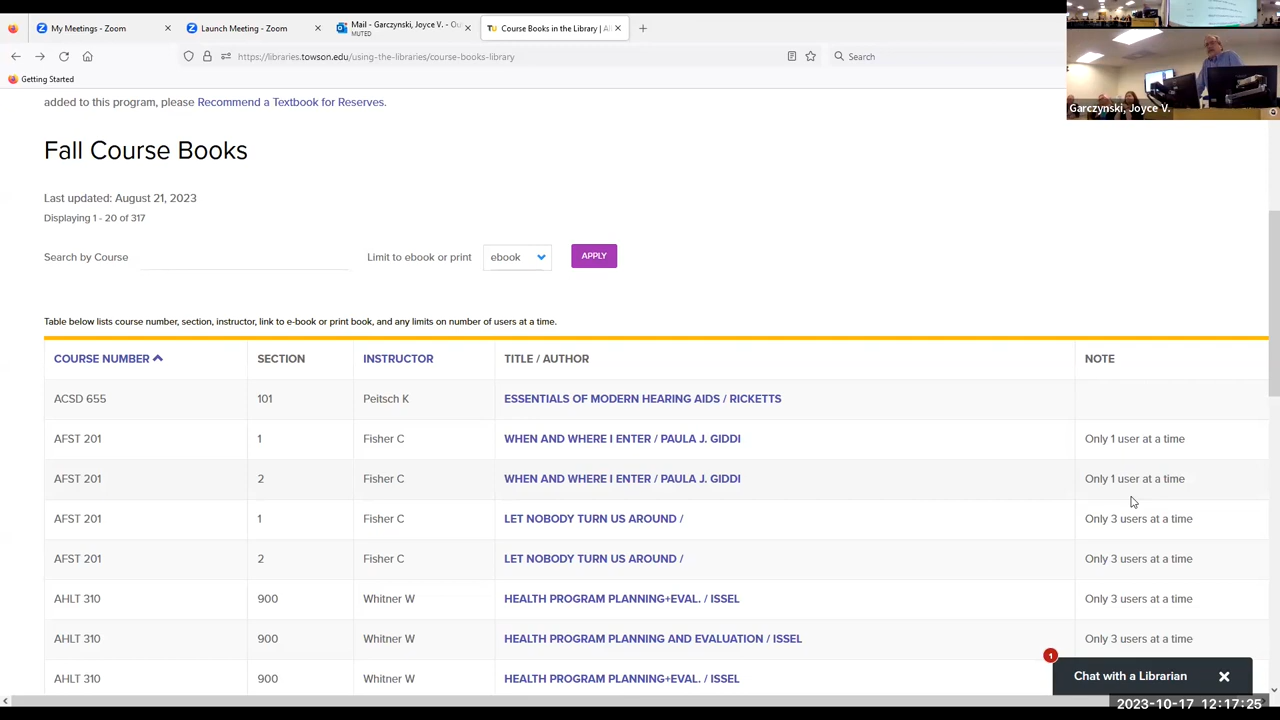 My Meetings - Zoom
Launch Meeting - Zoom
Mail - Garczynski, Joyce V. - Ou
MUTED
TU Course Books in the Library | Al
https://libraries.towson.edu/using-the-libraries/course-books-library
Search
Getting Started
Garczynski, Joyce V.
added to this program, please Recommend a Textbook for Reserves.
Fall Course Books
Last updated: August 21, 2023
Displaying 1 - 20 of 317
Search by Course
Limit to ebook or print
ebook
APPLY
Table below lists course number, section, instructor, link to e-book or print book, and any limits on number of users at a time.
COURSE NUMBER SECTION INSTRUCTOR TITLE / AUTHOR NOTE
ACSD 655 101 Peitsch K ESSENTIALS OF MODERN HEARING AIDS / RICKETTS
AFST 201 1 Fisher C WHEN AND WHERE I ENTER / PAULA J. GIDDI Only 1 user at a time
AFST 201 2 Fisher C WHEN AND WHERE I ENTER / PAULA J. GIDDI Only 1 user at a time
AFST 201 1 Fisher C LET NOBODY TURN US AROUND / Only 3 users at a time
AFST 201 2 Fisher C LET NOBODY TURN US AROUND / Only 3 users at a time
AHLT 310 900 Whitner W HEALTH PROGRAM PLANNING+EVAL. / ISSEL Only 3 users at a time
AHLT 310 900 Whitner W HEALTH PROGRAM PLANNING AND EVALUATION / ISSEL Only 3 users at a time
AHLT 310 900 Whitner W HEALTH PROGRAM PLANNING+EVAL. / ISSEL
1
Chat with a Librarian
2023-10-17 12:17:25